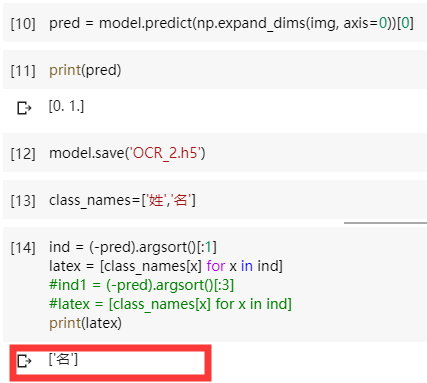 [10] pred = model.predict(np.expand_dims(img, axis=0))[0]
[11] print(pred)
[0. 1.]
[12] model.save('OCR_2.h5')
[13] class_names=['姓','名']
[14] ind = (-pred).argsort()[:1]
latex = [class_names[x] for x in ind]
#ind1 = (-pred).argsort()[:3]
#latex = [class_names[x] for x in ind]
print(latex)
['名']